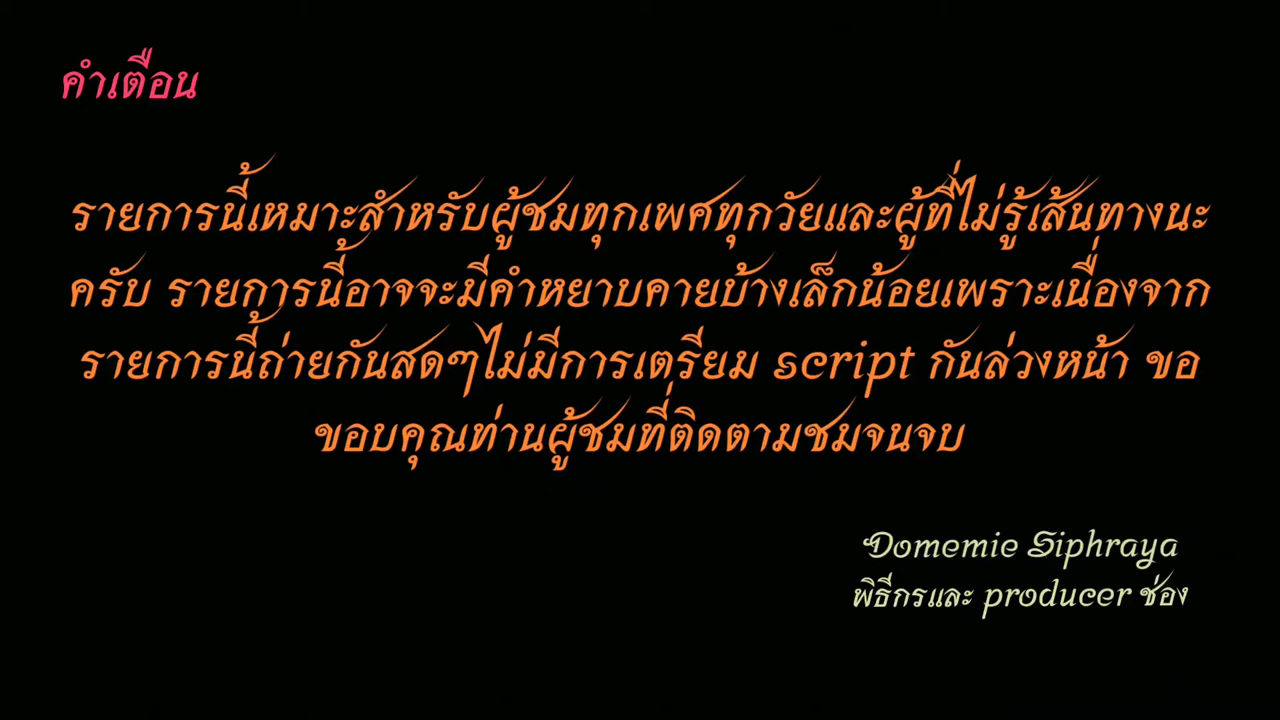 คำเตือน
รายการนี้เหมาะสำหรับผู้ชมทุกเพศทุกวัยและผู้ที่ไม่รู้เส้นทางนะ
ครับ รายการนี้อาจจะมีคำหยาบคายบ้างเล็กน้อยเพราะเนื่องจาก
รายการนี้ถ่ายกันสดๆไม่มีการเตรียม script กันล่วงหน้า ขอ
ขอบคุณท่านผู้ชมที่ติดตามชมจนจบ
Domemie Siphraya
พิธีกรและ producer ช่อง